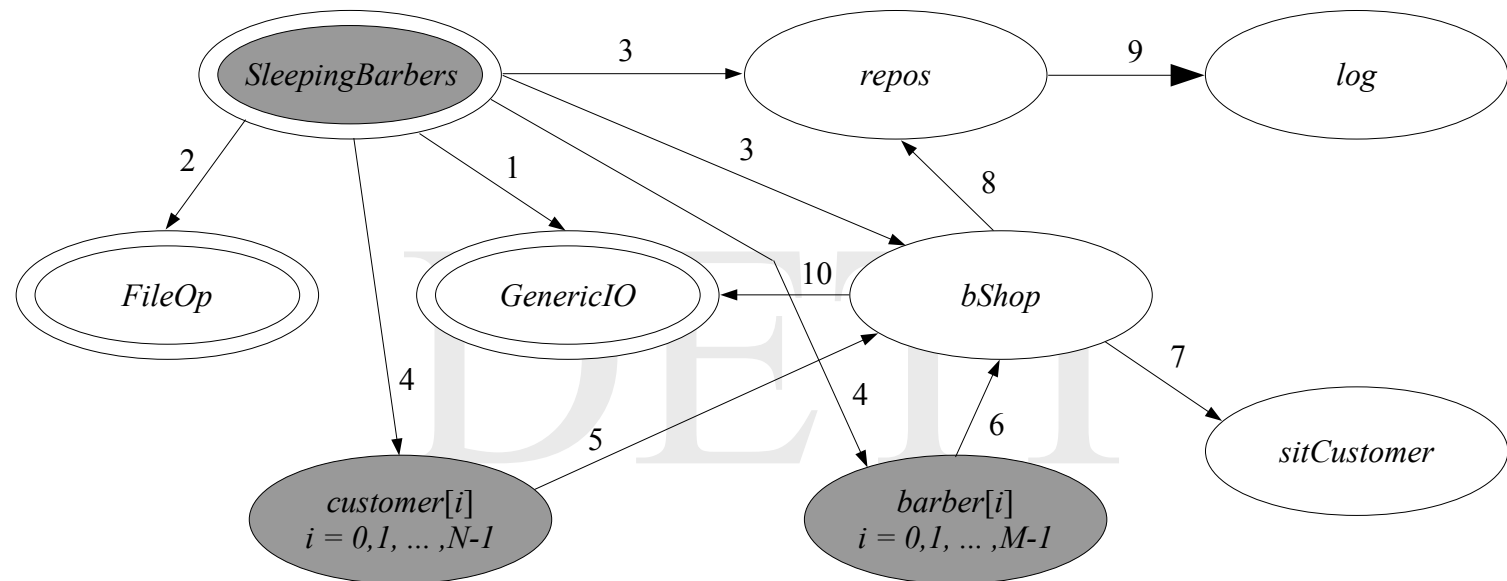 SleepingBarbers
3
repos
9
log
2
1
3
8
FileOp
GenericIO
10
bShop
7
4
5
4
6
sitCustomer
customer[i]
i = 0,1, ... ,N-1
barber[i]
i = 0,1, ... ,M-1
DETI